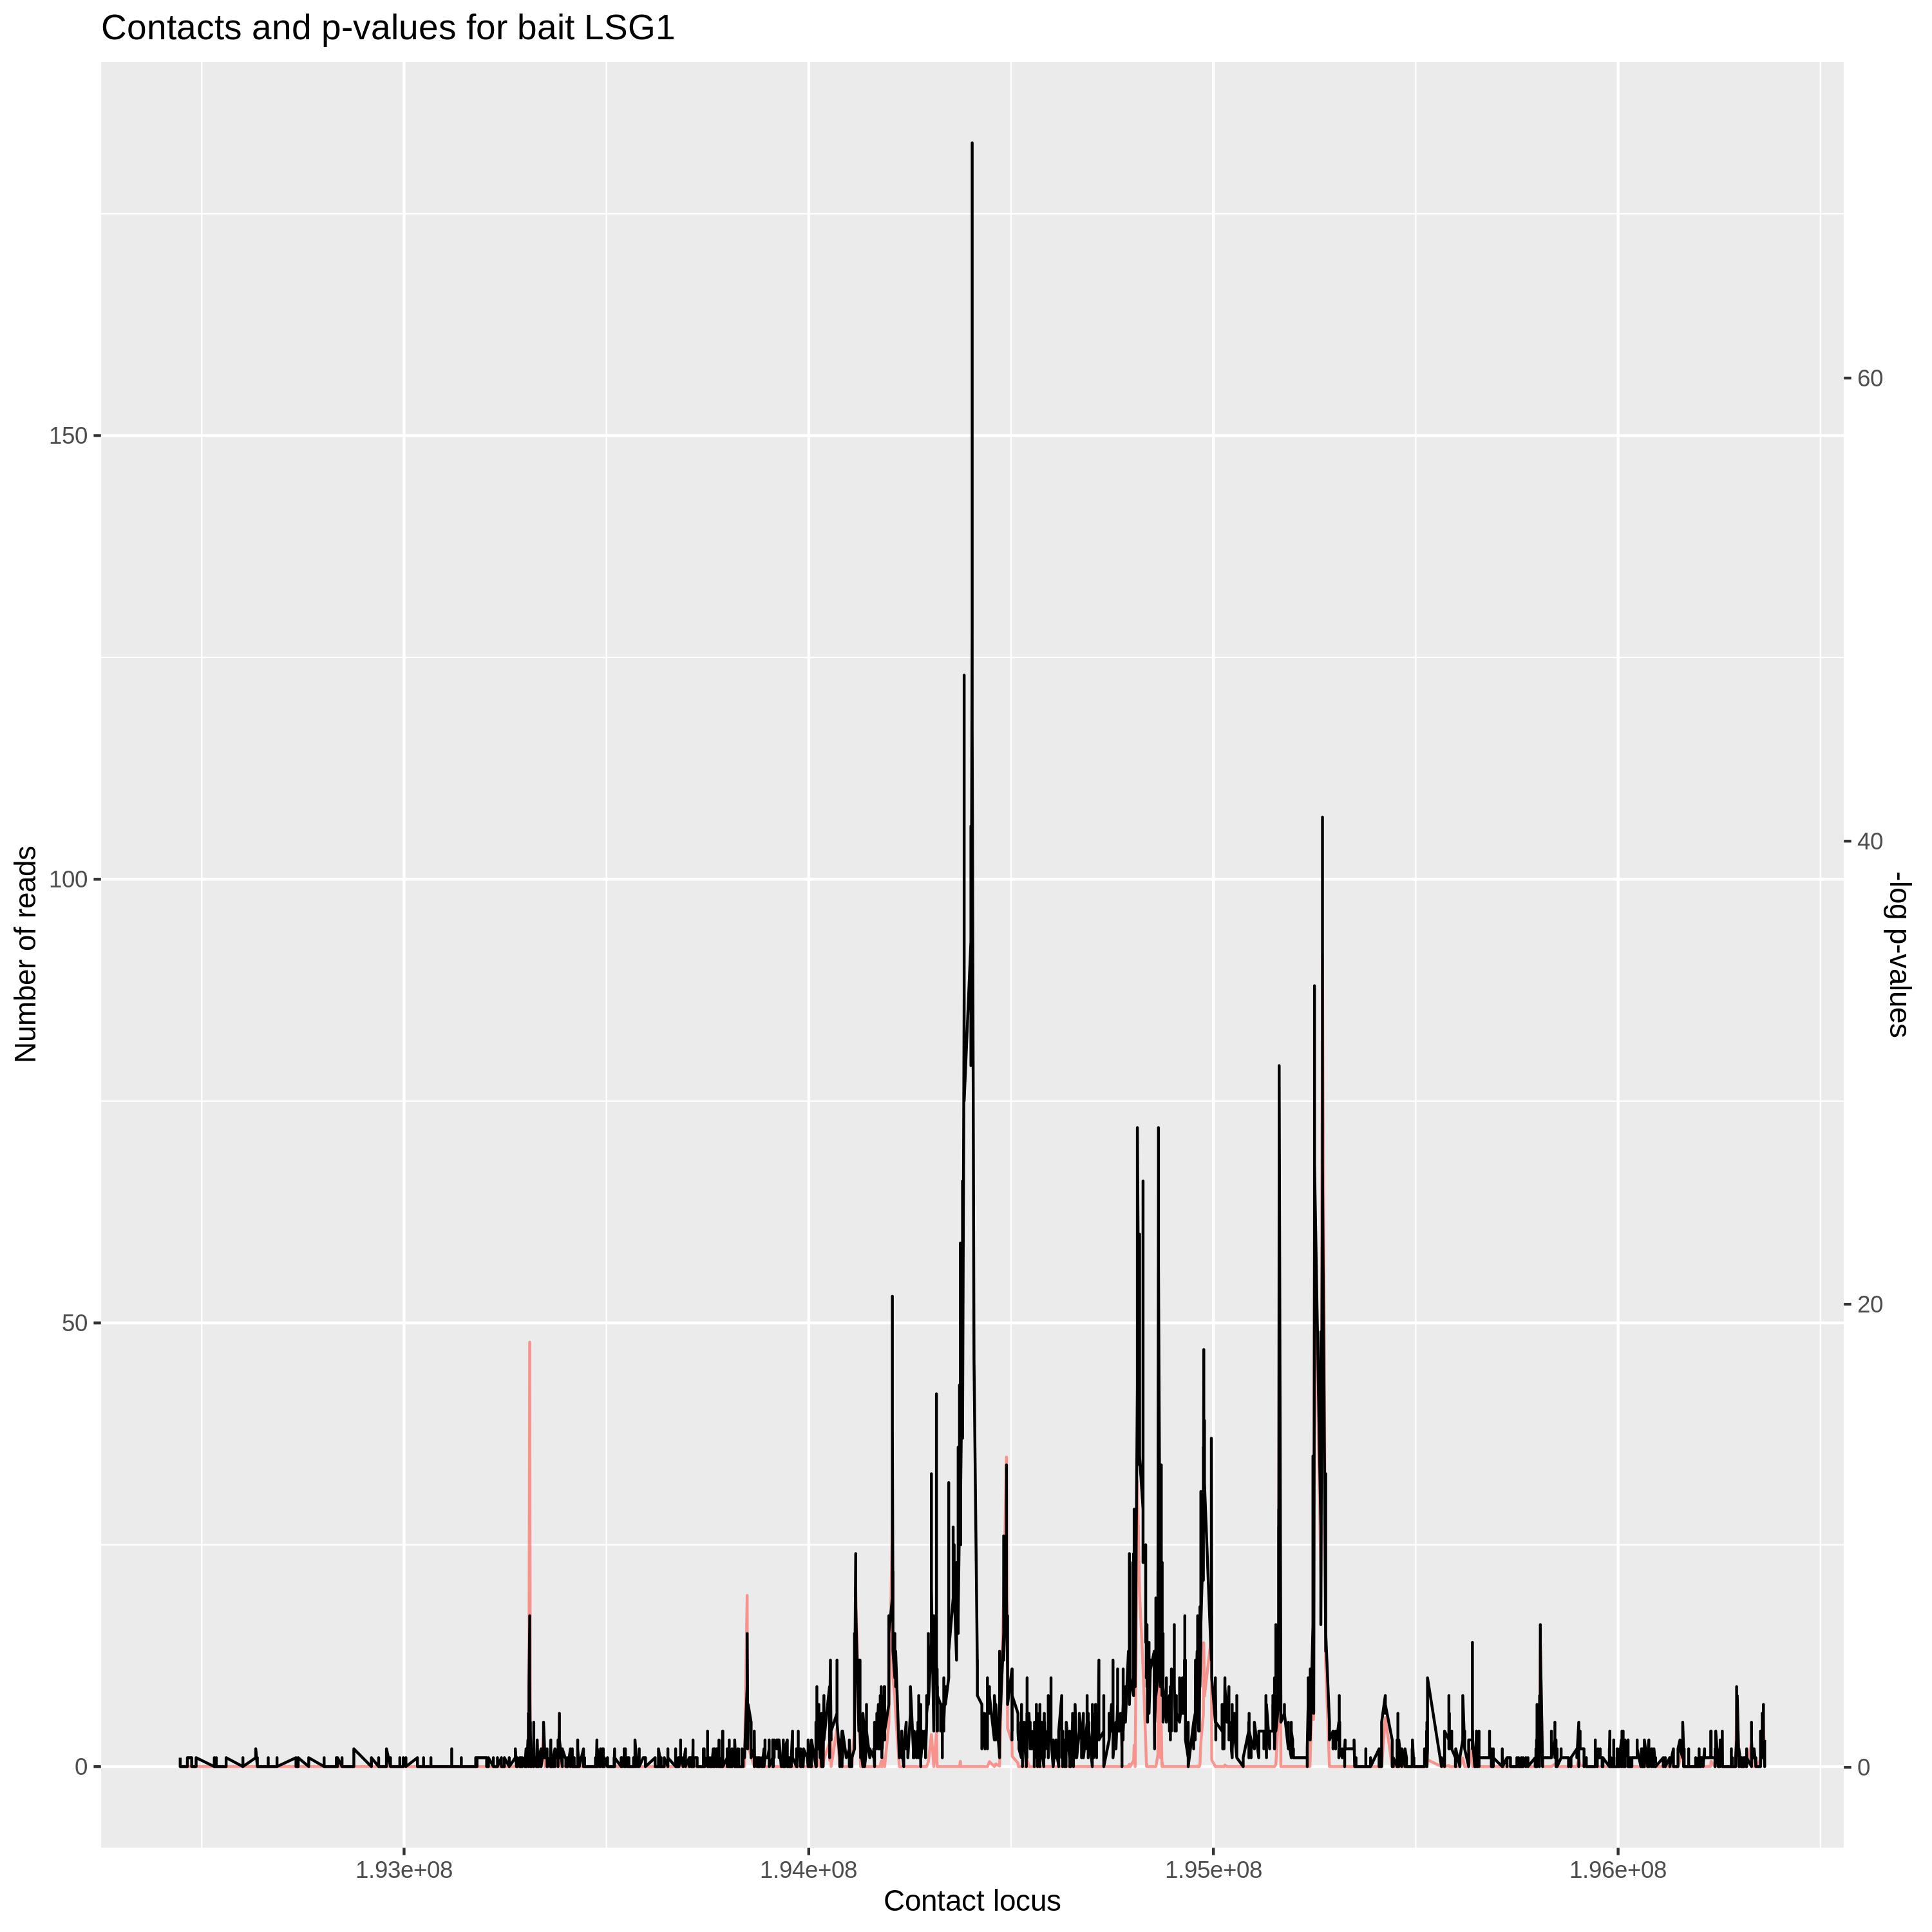 Contacts and p-values for bait LSG1
Number of reads
150
100
50
0
60
40
20
0
-log p-values
1.93e+08 1.94e+08 1.95e+08 1.96e+08
Contact locus